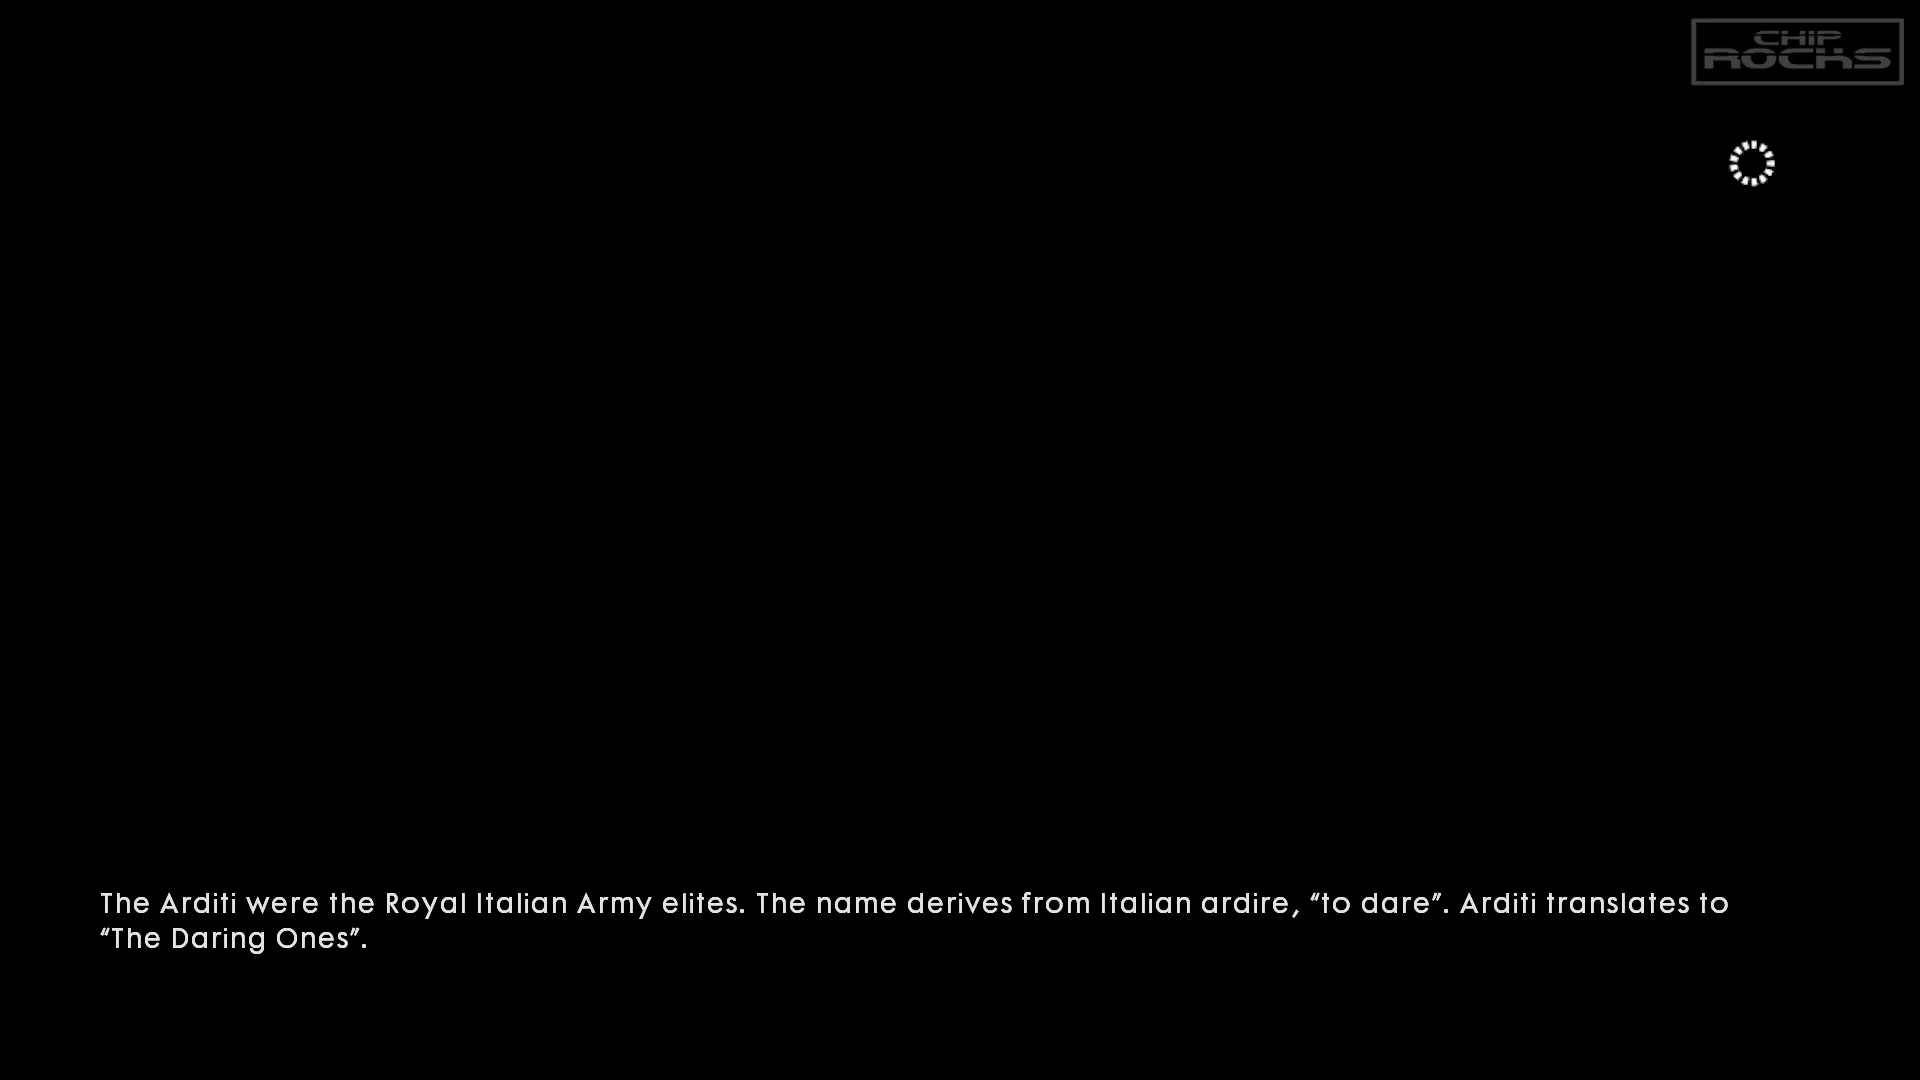 CHIP
ROCKS
The Arditi were the Royal Italian Army elites. The name derives from Italian ardire, “to dare”. Arditi translates to
“The Daring Ones”.